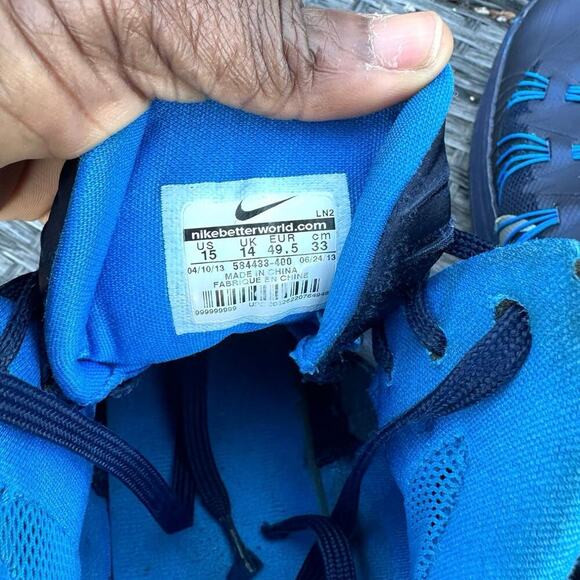 LN2
nikebetterworld.com
US UK EUR cm
15 14 49.5 33
04/10/13 584433-400 06/24/13
MADE IN CHINA
FABRIQUE EN CHINE
999999999